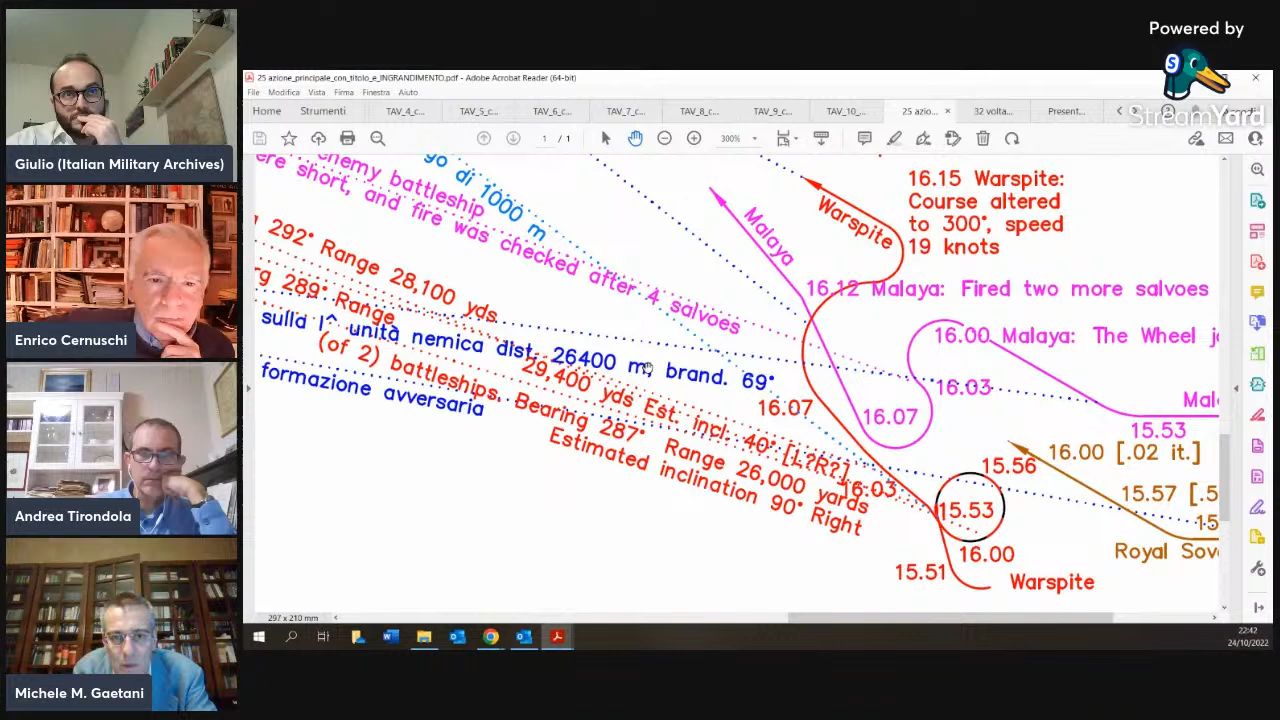 Powered by
StreamYard
Giulio (Italian Military Archives)
Enrico Cernuschi
Andrea Tirondola
Michele M. Gaetani
25 azione_principale_con_titolo_e_INGRANDIMENTO.pdf - Adobe Acrobat Reader (64-bit)
File Modifica Vista Firma Finestra Aiuto
Home Strumenti TAV_4_c... TAV_5_c... TAV_6_c... TAV_7_c... TAV_8_c... TAV_9_c... TAV_10_... 25 azio... × 32 volta... Present...
1 / 1 300%
go di 1000 m
enemy battleship
ere short, and fire was checked after 4 salvoes
292° Range 28,100 yds
rg 289° Range
29,400 yds Est. incl. 40° [L?R?]
sulla 1^ unità nemica dist. 26400 m, brand. 69°
(of 2) battleships. Bearing 287° Range 26,000 yards
Estimated inclination 90° Right
formazione avversaria
Malaya
Warspite
16.15 Warspite:
Course altered
to 300°, speed
19 knots
16.12 Malaya: Fired two more salvoes
16.00 Malaya: The Wheel j
16.03
16.07
16.07
Mal
15.53
16.00 [.02 it.]
15.56
16.03
15.57 [.5
15.53
15
Royal Sov
16.00
15.51
Warspite
297 x 210 mm
22:42
24/10/2022